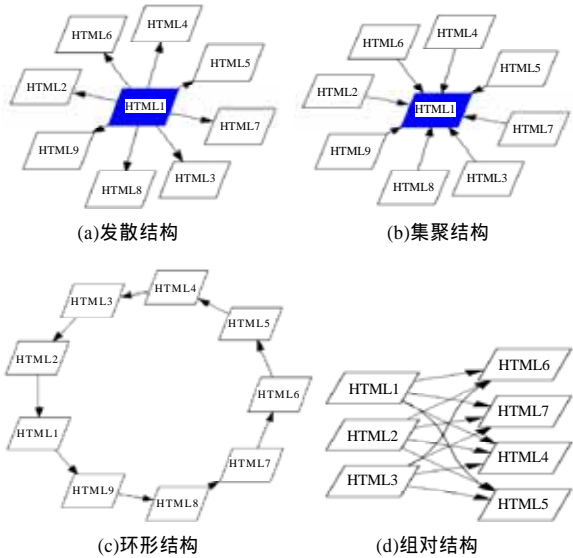 HTML4
HTML6
HTML5
HTML2
HTML1
HTML7
HTML9
HTML3
HTML8
(a)发散结构
HTML4
HTML6
HTML5
HTML2
HTML1
HTML7
HTML9
HTML3
HTML8
(b)集聚结构
HTML4
HTML3
HTML5
HTML2
HTML6
HTML1
HTML7
HTML9
HTML8
(c)环形结构
HTML6
HTML1
HTML7
HTML2
HTML4
HTML3
HTML5
(d)组对结构